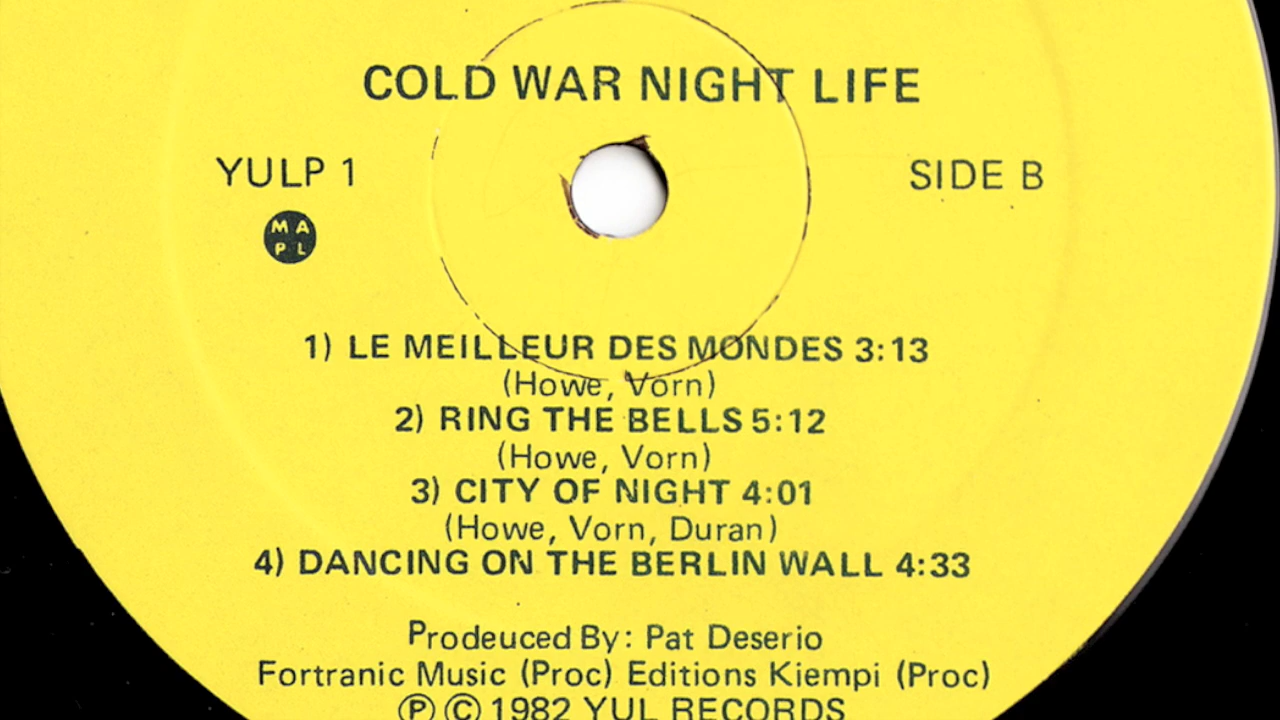 COLD WAR NIGHT LIFE
YULP 1
SIDE B
M A
P L
1) LE MEILLEUR DES MONDES 3:13
(Howe, Vorn)
2) RING THE BELLS 5:12
(Howe, Vorn)
3) CITY OF NIGHT 4:01
(Howe, Vorn, Duran)
4) DANCING ON THE BERLIN WALL 4:33
Prodeuced By: Pat Deserio
Fortranic Music (Proc) Editions Kiempi (Proc)
Ⓟ © 1982 YUL RECORDS